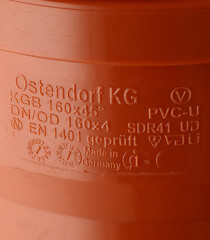 Ostendorf KG
KGB 160x45° PVC-U
DN/OD 160x4 SDR41 UD
N EN 1401 geprüft
Made in
Germany